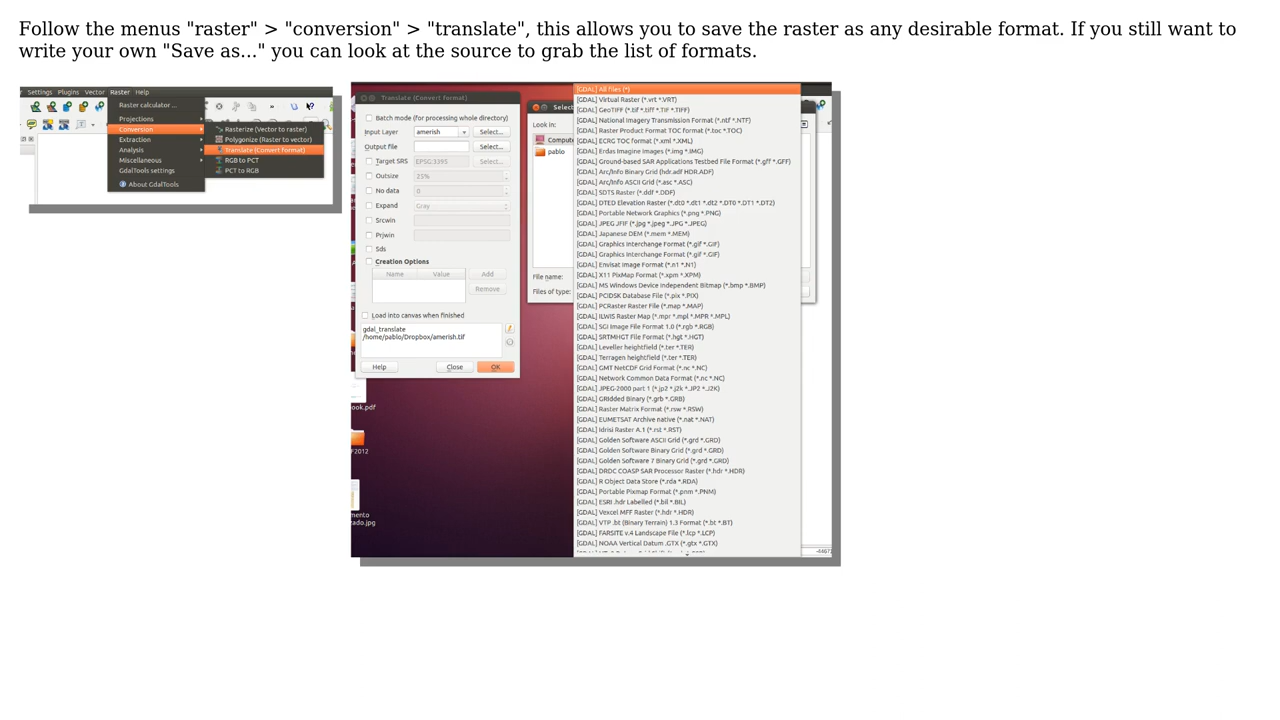 Follow the menus "raster" > "conversion" > "translate", this allows you to save the raster as any desirable format. If you still want to
write your own "Save as..." you can look at the source to grab the list of formats.
Settings Plugins Vector Raster Help
Raster calculator ...
Projections
Conversion
Extraction
Analysis
Miscellaneous
GdalTools settings
About GdalTools
Rasterize (Vector to raster)
Polygonize (Raster to vector)
Translate (Convert format)
RGB to PCT
PCT to RGB
Translate (Convert format)
Batch mode (for processing whole directory)
Input Layer amerish Select...
Output file Select...
Target SRS EPSG:3395 Select...
Outsize 25%
No data 0
Expand Gray
Srcwin
Prjwin
Sds
Creation Options
Name Value Add
Remove
Load into canvas when finished
gdal_translate
/home/pablo/Dropbox/amerish.tif
Help Close OK
ook.pdf
F2012
mento
zado.jpg
Select
Look in:
Compute
pablo
File name:
Files of type:
[GDAL] All files (*)
[GDAL] Virtual Raster (*.vrt *.VRT)
[GDAL] GeoTIFF (*.tif *.tiff *.TIF *.TIFF)
[GDAL] National Imagery Transmission Format (*.ntf *.NTF)
[GDAL] Raster Product Format TOC format (*.toc *.TOC)
[GDAL] ECRG TOC format (*.xml *.XML)
[GDAL] Erdas Imagine Images (*.img *.IMG)
[GDAL] Ground-based SAR Applications Testbed File Format (*.gff *.GFF)
[GDAL] Arc/Info Binary Grid (hdr.adf HDR.ADF)
[GDAL] Arc/Info ASCII Grid (*.asc *.ASC)
[GDAL] SDTS Raster (*.ddf *.DDF)
[GDAL] DTED Elevation Raster (*.dt0 *.dt1 *.dt2 *.DT0 *.DT1 *.DT2)
[GDAL] Portable Network Graphics (*.png *.PNG)
[GDAL] JPEG JFIF (*.jpg *.jpeg *.JPG *.JPEG)
[GDAL] Japanese DEM (*.mem *.MEM)
[GDAL] Graphics Interchange Format (*.gif *.GIF)
[GDAL] Graphics Interchange Format (*.gif *.GIF)
[GDAL] Envisat Image Format (*.n1 *.N1)
[GDAL] X11 PixMap Format (*.xpm *.XPM)
[GDAL] MS Windows Device Independent Bitmap (*.bmp *.BMP)
[GDAL] PCIDSK Database File (*.pix *.PIX)
[GDAL] PCRaster Raster File (*.map *.MAP)
[GDAL] ILWIS Raster Map (*.mpr *.mpl *.MPR *.MPL)
[GDAL] SGI Image File Format 1.0 (*.rgb *.RGB)
[GDAL] SRTMHGT File Format (*.hgt *.HGT)
[GDAL] Leveller heightfield (*.ter *.TER)
[GDAL] Terragen heightfield (*.ter *.TER)
[GDAL] GMT NetCDF Grid Format (*.nc *.NC)
[GDAL] Network Common Data Format (*.nc *.NC)
[GDAL] JPEG-2000 part 1 (*.jp2 *.j2k *.JP2 *.J2K)
[GDAL] GRIdded Binary (*.grb *.GRB)
[GDAL] Raster Matrix Format (*.rsw *.RSW)
[GDAL] EUMETSAT Archive native (*.nat *.NAT)
[GDAL] Idrisi Raster A.1 (*.rst *.RST)
[GDAL] Golden Software ASCII Grid (*.grd *.GRD)
[GDAL] Golden Software Binary Grid (*.grd *.GRD)
[GDAL] Golden Software 7 Binary Grid (*.grd *.GRD)
[GDAL] DRDC COASP SAR Processor Raster (*.hdr *.HDR)
[GDAL] R Object Data Store (*.rda *.RDA)
[GDAL] Portable Pixmap Format (*.pnm *.PNM)
[GDAL] ESRI .hdr Labelled (*.bil *.BIL)
[GDAL] Vexcel MFF Raster (*.hdr *.HDR)
[GDAL] VTP .bt (Binary Terrain) 1.3 Format (*.bt *.BT)
[GDAL] FARSITE v.4 Landscape File (*.lcp *.LCP)
[GDAL] NOAA Vertical Datum .GTX (*.gtx *.GTX)